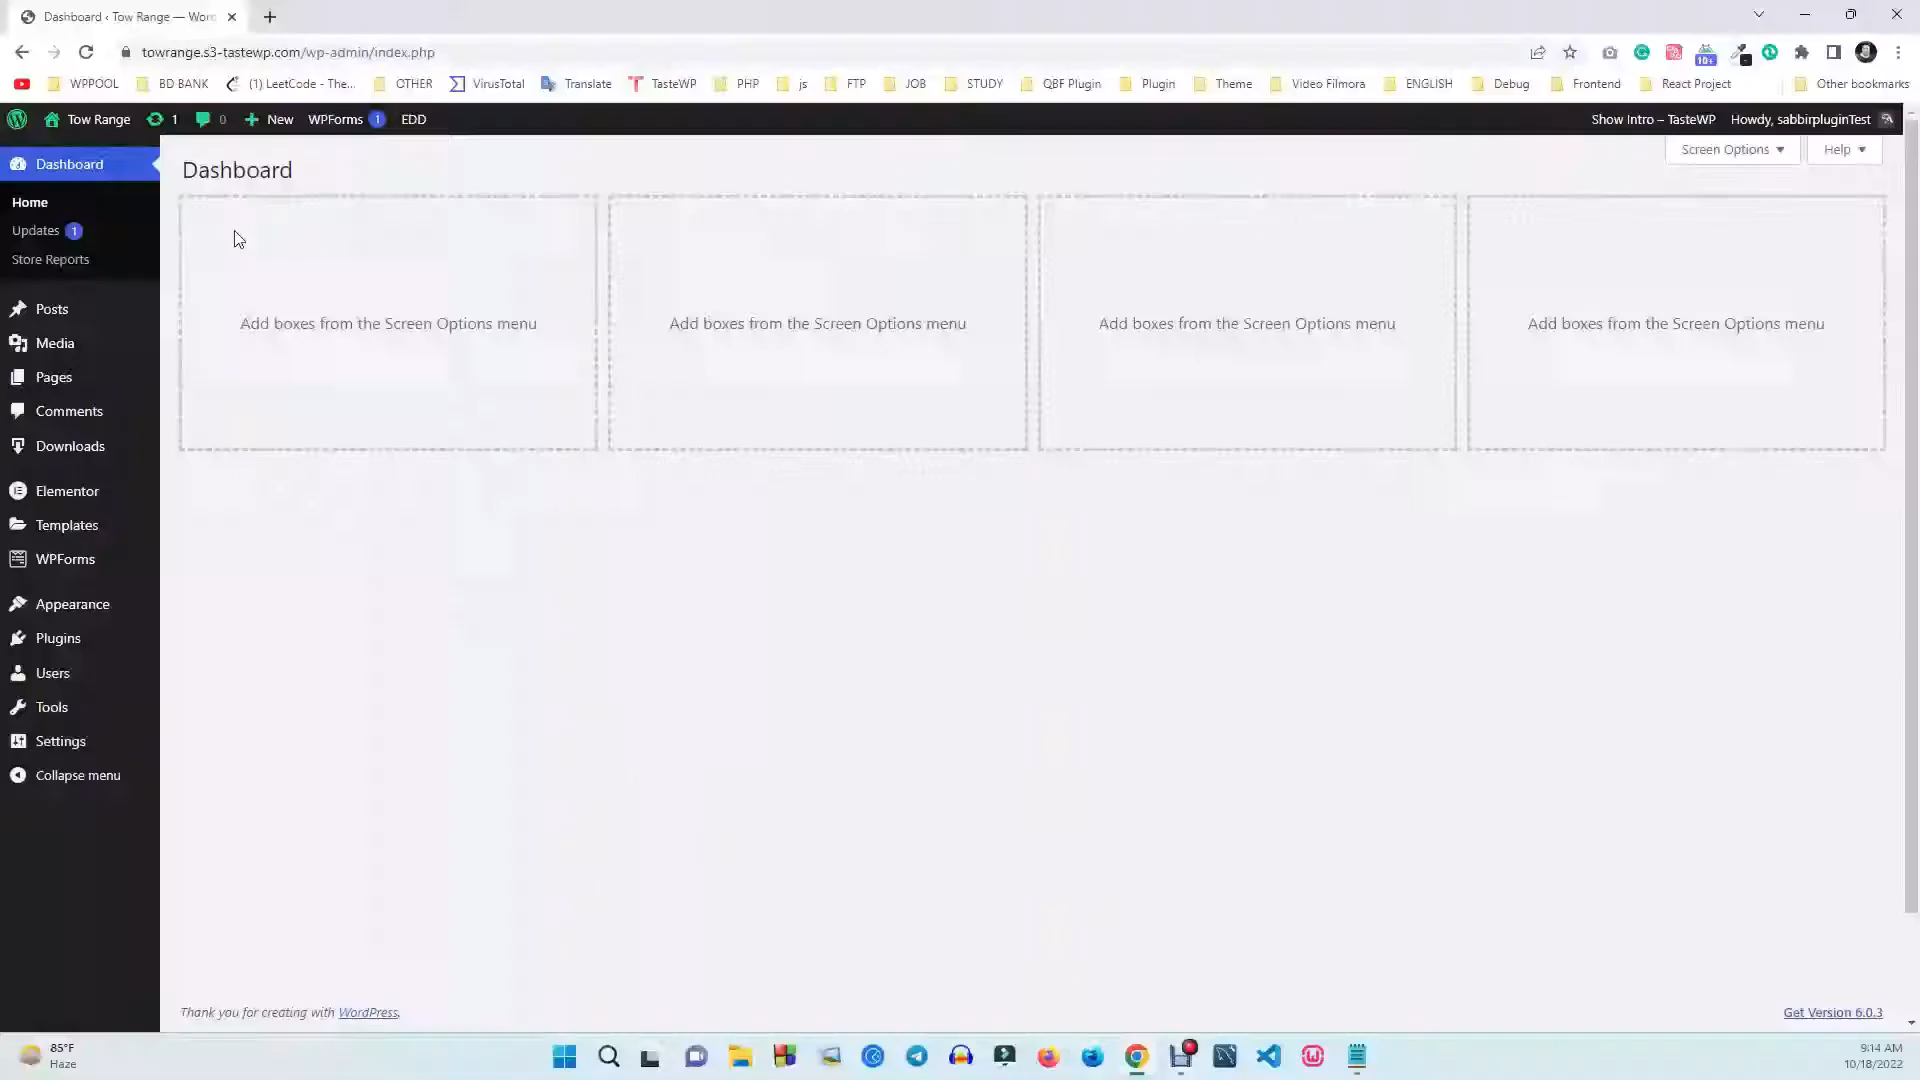 Dashboard ‹ Tow Range — Wor
towrange.s3-tastewp.com/wp-admin/index.php
10+
WPPOOL
BD BANK
(1) LeetCode - The...
OTHER
VirusTotal
Translate
TasteWP
PHP
js
FTP
JOB
STUDY
QBF Plugin
Plugin
Theme
Video Filmora
ENGLISH
Debug
Frontend
React Project
Other bookmarks
Tow Range
1
0
New
WPForms 1
EDD
Show Intro – TasteWP
Howdy, sabbirpluginTest
Screen Options
Help
Dashboard
Dashboard
Home
Updates 1
Store Reports
Posts
Media
Pages
Comments
Downloads
Elementor
Templates
WPForms
Appearance
Plugins
Users
Tools
Settings
Collapse menu
Add boxes from the Screen Options menu
Add boxes from the Screen Options menu
Add boxes from the Screen Options menu
Add boxes from the Screen Options menu
Thank you for creating with WordPress.
Get Version 6.0.3
85°F
Haze
9:14 AM
10/18/2022